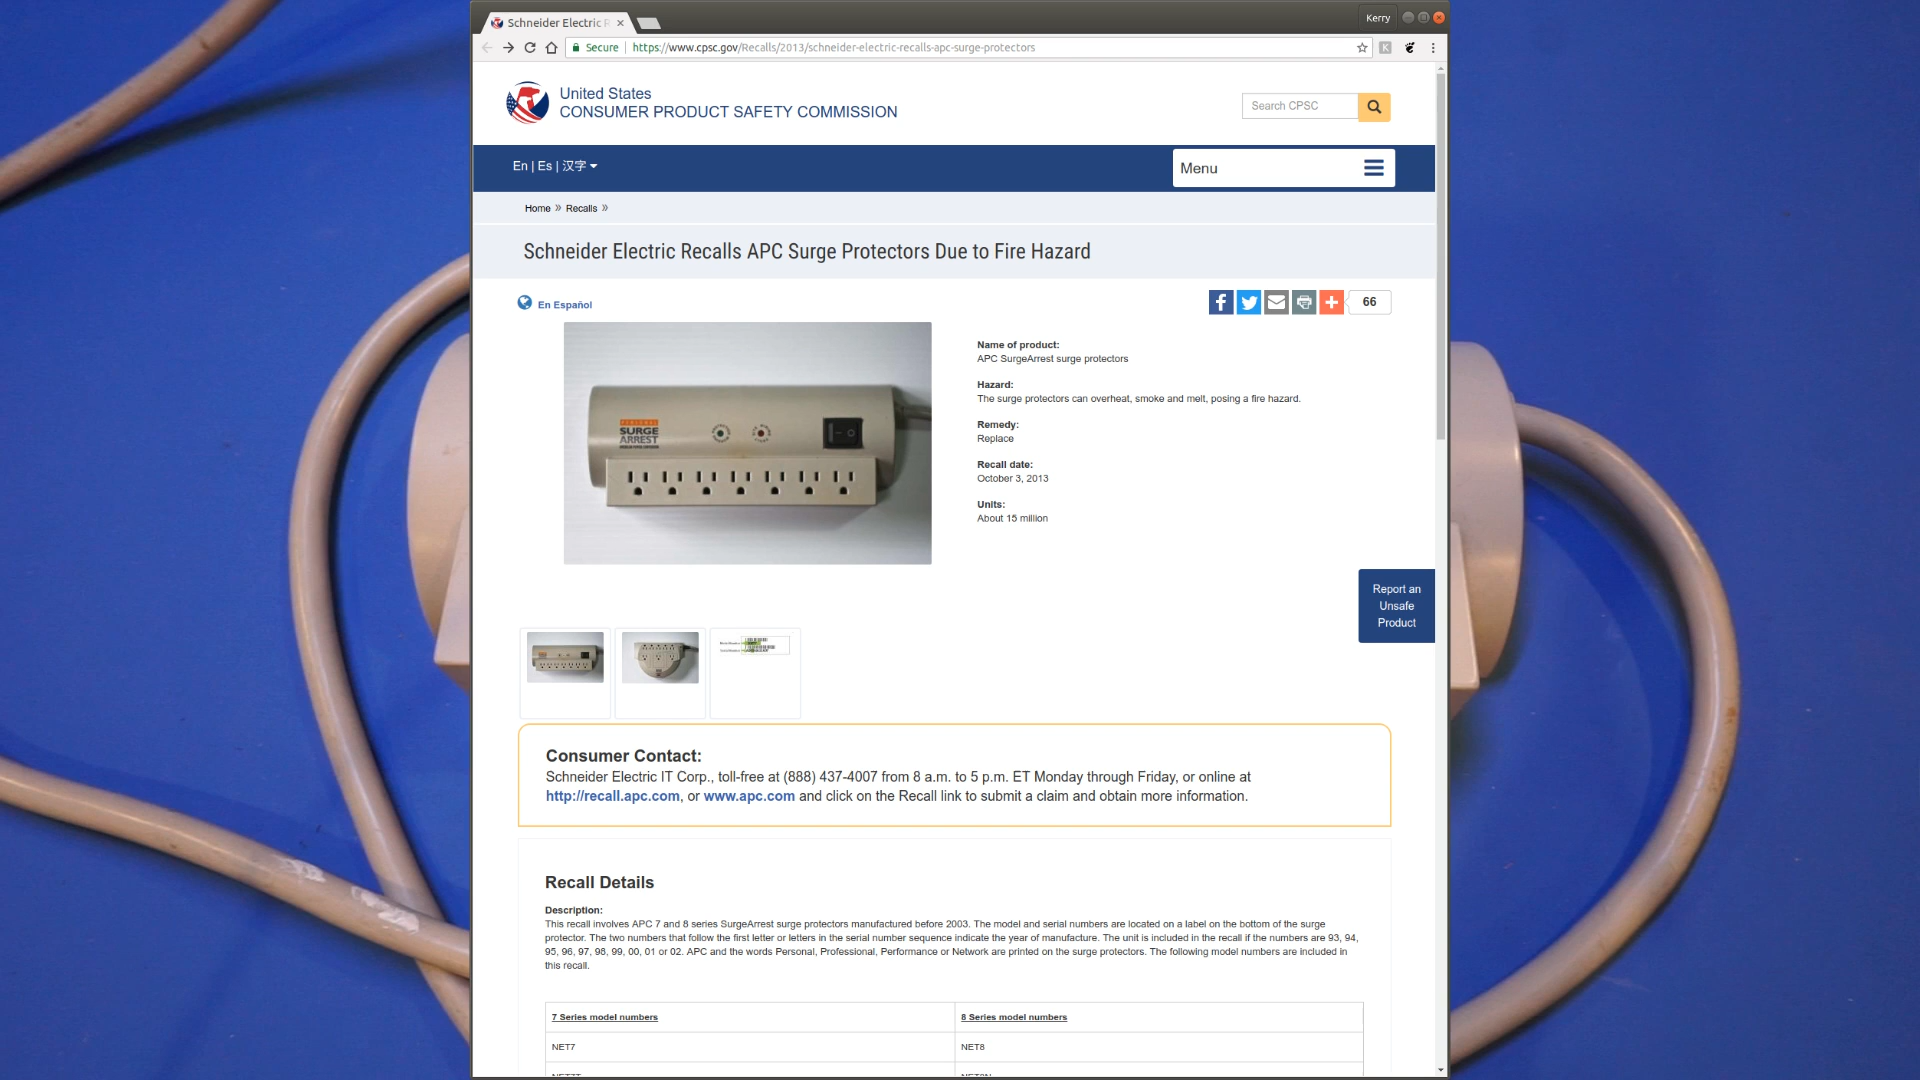 Schneider Electric R
Kerry
Secure
https://www.cpsc.gov/Recalls/2013/schneider-electric-recalls-apc-surge-protectors
K
United States
CONSUMER PRODUCT SAFETY COMMISSION
Search CPSC
En | Es | 汉字
Menu
Home » Recalls »
Schneider Electric Recalls APC Surge Protectors Due to Fire Hazard
En Español
66
SURGE
ARREST
Name of product:
APC SurgeArrest surge protectors
Hazard:
The surge protectors can overheat, smoke and melt, posing a fire hazard.
Remedy:
Replace
Recall date:
October 3, 2013
Units:
About 15 million
Report an
Unsafe
Product
Consumer Contact:
Schneider Electric IT Corp., toll-free at (888) 437-4007 from 8 a.m. to 5 p.m. ET Monday through Friday, or online at
http://recall.apc.com, or www.apc.com and click on the Recall link to submit a claim and obtain more information.
Recall Details
Description:
This recall involves APC 7 and 8 series SurgeArrest surge protectors manufactured before 2003. The model and serial numbers are located on a label on the bottom of the surge
protector. The two numbers that follow the first letter or letters in the serial number sequence indicate the year of manufacture. The unit is included in the recall if the numbers are 93, 94,
95, 96, 97, 98, 99, 00, 01 or 02. APC and the words Personal, Professional, Performance or Network are printed on the surge protectors. The following model numbers are included in
this recall.
7 Series model numbers
8 Series model numbers
NET7
NET8